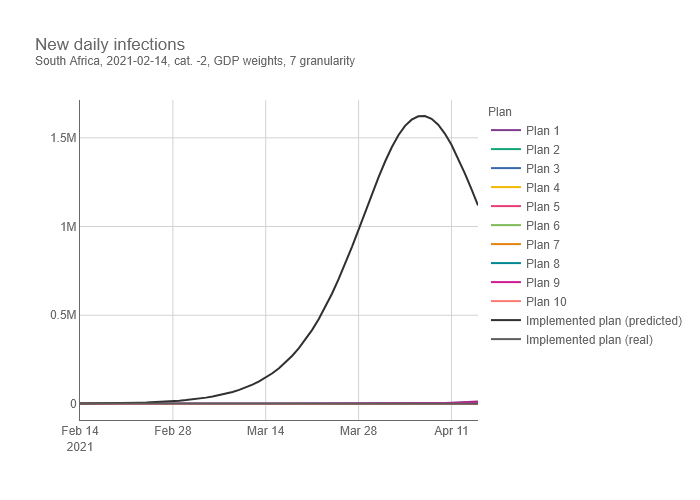 New daily infections
South Africa, 2021-02-14, cat. -2, GDP weights, 7 granularity
Plan
Plan 1
Plan 2
Plan 3
Plan 4
Plan 5
Plan 6
Plan 7
Plan 8
Plan 9
Plan 10
Implemented plan (predicted)
Implemented plan (real)
1.5M
1M
0.5M
0
Feb 14
2021
Feb 28
Mar 14
Mar 28
Apr 11